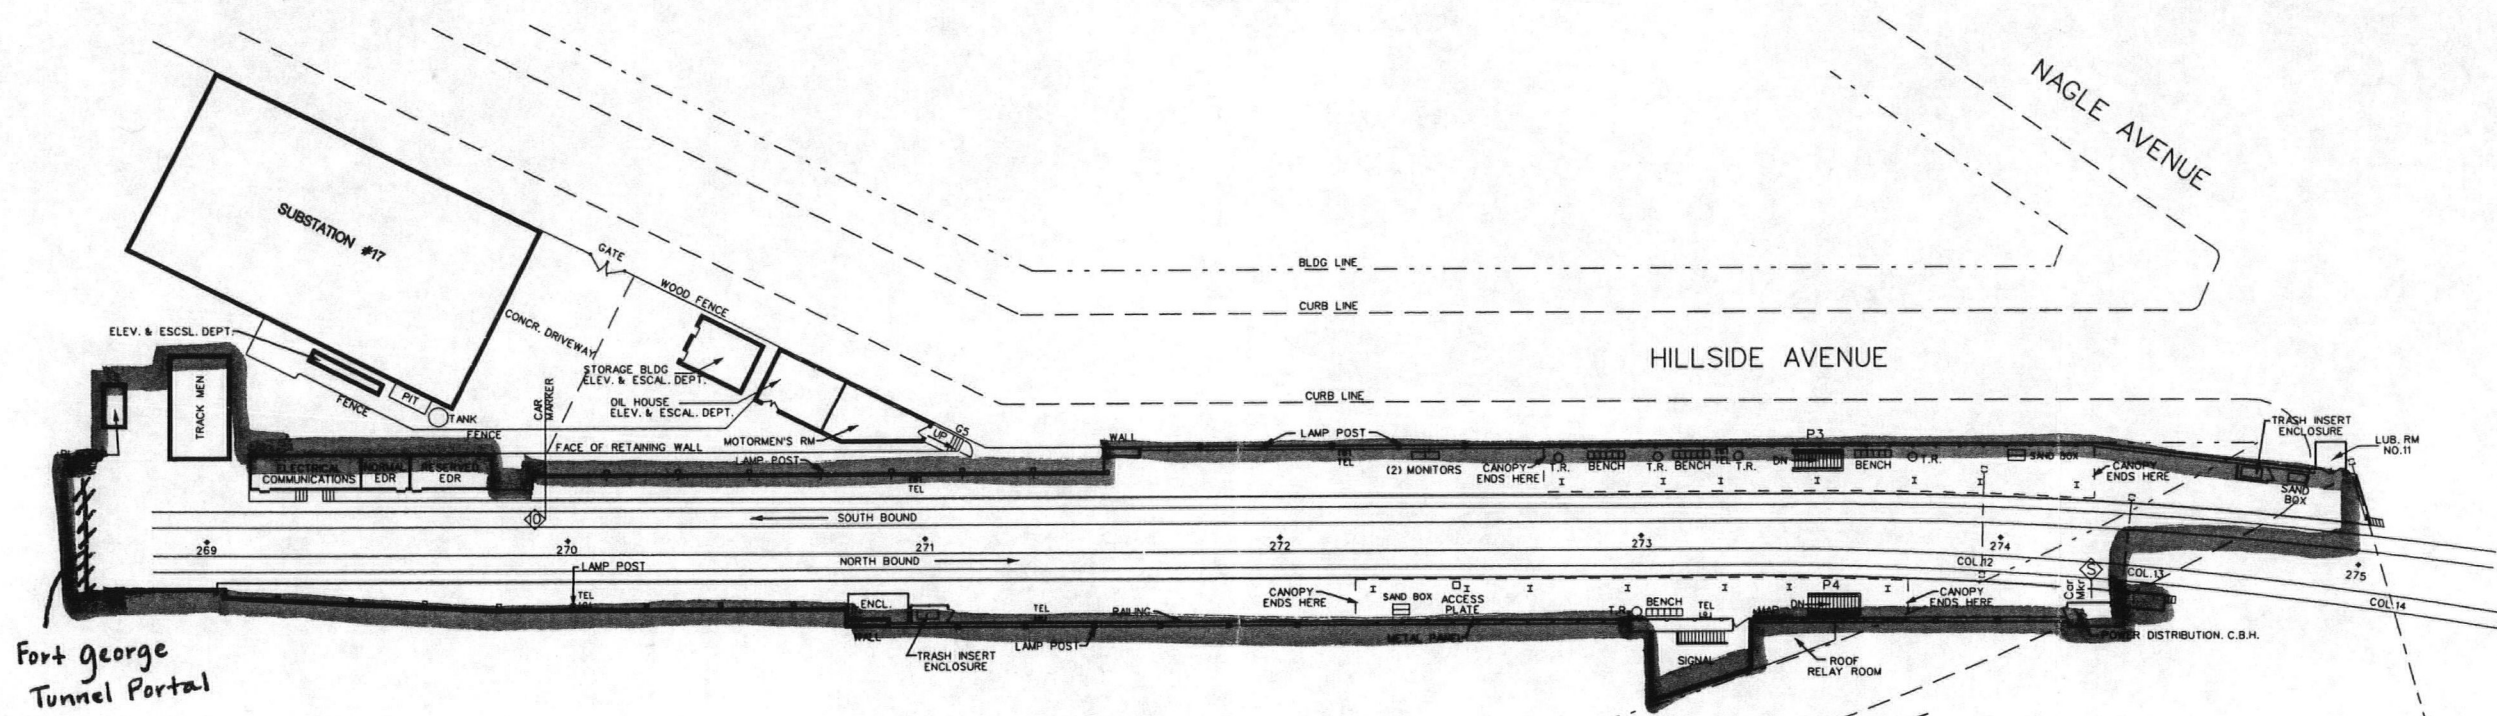 NAGLE AVENUE
SUBSTATION #17
GATE
BLDG LINE
WOOD FENCE
CURB LINE
CONCR. DRIVEWAY
ELEV. & ESCSL. DEPT.
HILLSIDE AVENUE
STORAGE BLDG
ELEV. & ESCAL. DEPT.
TRACK MEN
PIT
FENCE
TANK
CAR
MARKER
OIL HOUSE
ELEV. & ESCAL. DEPT.
CURB LINE
FENCE
FACE OF RETAINING WALL
MOTORMEN'S RM
UP
G5
WALL
LAMP POST
P3
TRASH INSERT
ENCLOSURE
LUB. RM
NO.11
LAMP POST
ELECTRICAL
COMMUNICATIONS
NORMAL
EDR
RESERVED
EDR
TEL
TEL
(2) MONITORS
CANOPY
ENDS HERE
T.R.
BENCH
T.R.
BENCH
TEL
T.R.
DN
BENCH
T.R.
SAND BOX
CANOPY
ENDS HERE
SAND
BOX
10
SOUTH BOUND
269
270
271
272
273
274
275
NORTH BOUND
LAMP POST
COL.12
S
COL.13
COL.14
Car
Mkr
TEL
ENCL.
WALL
TRASH INSERT
ENCLOSURE
TEL
LAMP POST
RAILING
CANOPY
ENDS HERE
SAND BOX
ACCESS
PLATE
METAL PANEL
T.R.
BENCH
TEL
MAP
DN
P4
CANOPY
ENDS HERE
SIGNAL
ROOF
RELAY ROOM
POWER DISTRIBUTION. C.B.H.
Fort George
Tunnel Portal